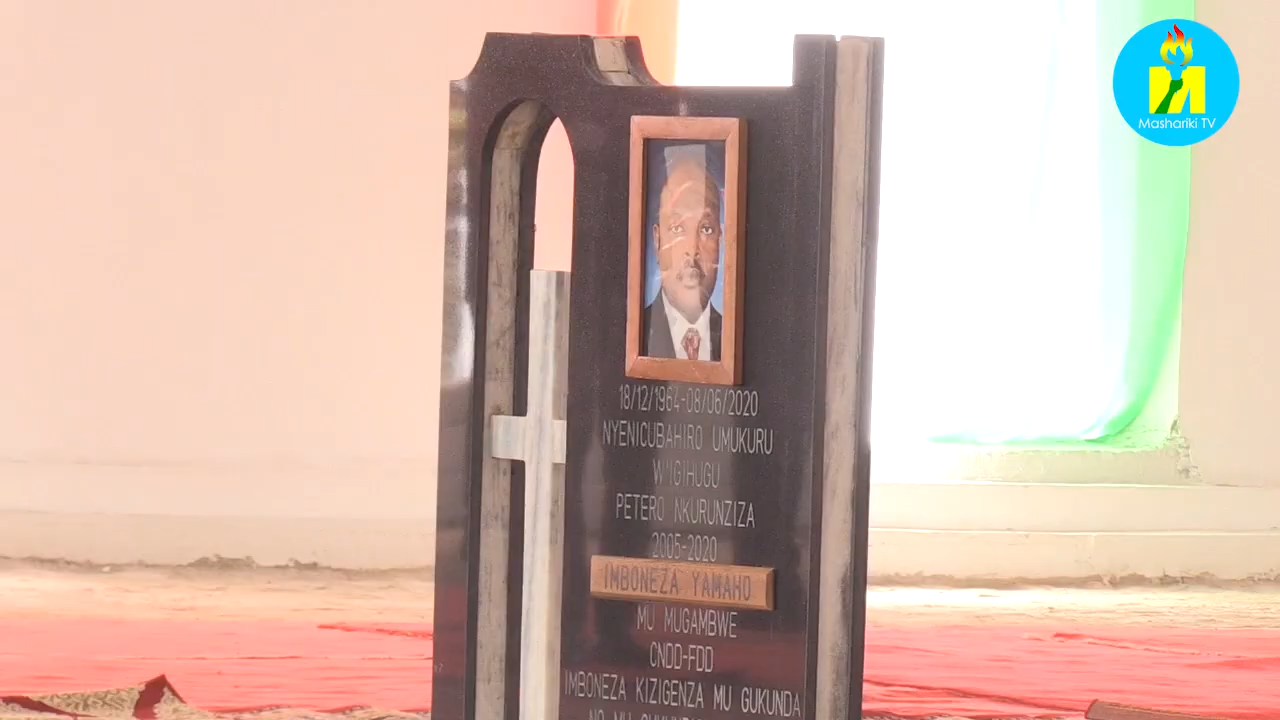 Mashariki TV
18/12/1964-08/06/2020
NYENICUBAHIRO UMUKURU
W'IGIHUGU
PETERO NKURUNZIZA
2005-2020
IMBONEZA YAMAHO
MU MUGAMBWE
CNDD-FDD
IMBONEZA KIZIGENZA MU GUKUNDA